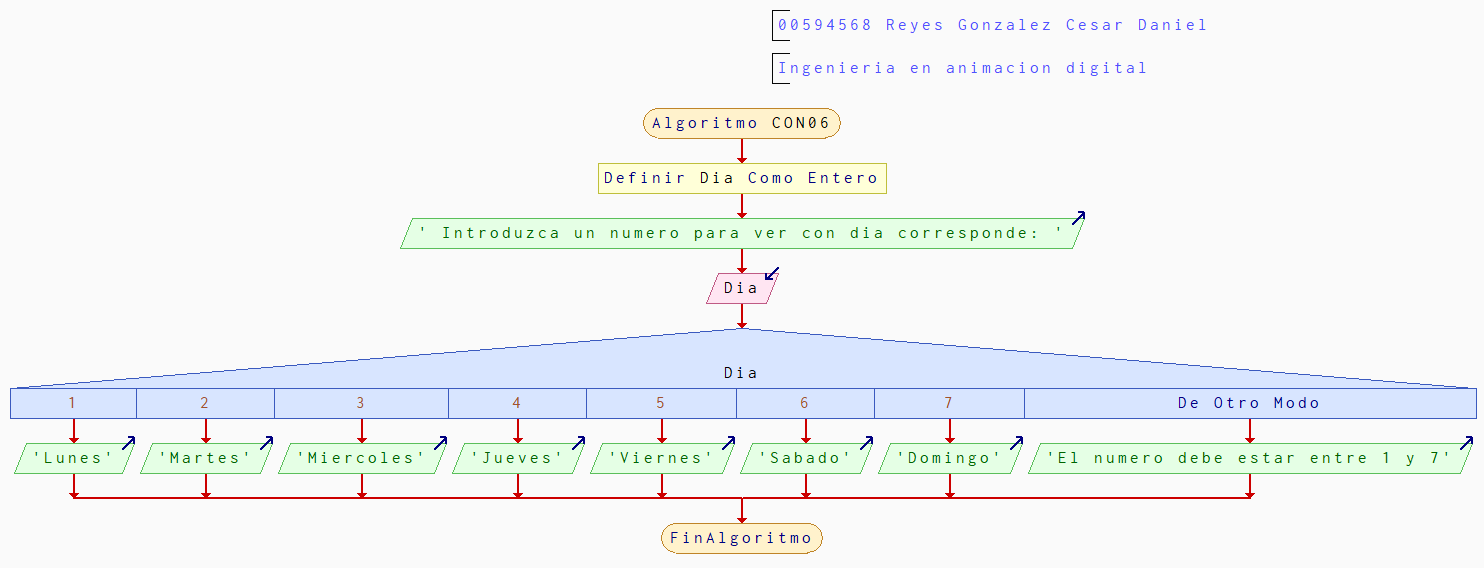 00594568 Reyes Gonzalez Cesar Daniel
Ingenieria en animacion digital
Algoritmo CON06
Definir Dia Como Entero
' Introduzca un numero para ver con dia corresponde: '
Dia
Dia
1 2 3 4 5 6 7 De Otro Modo
'Lunes' 'Martes' 'Miercoles' 'Jueves' 'Viernes' 'Sabado' 'Domingo' 'El numero debe estar entre 1 y 7'
FinAlgoritmo